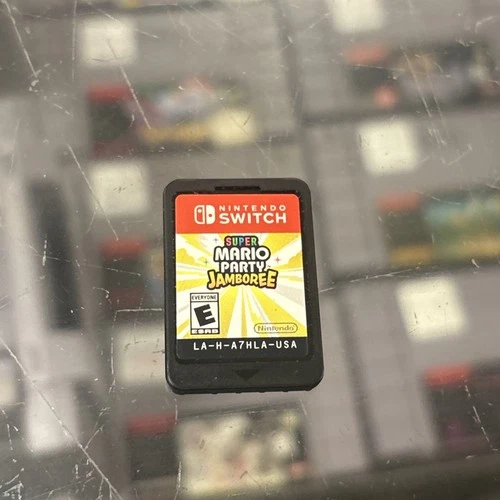 NINTENDO
SWITCH
SUPER
MARIO
PARTY
JAMBOREE
EVERYONE
E
ESRB
Nintendo
LA-H-A7HLA-USA